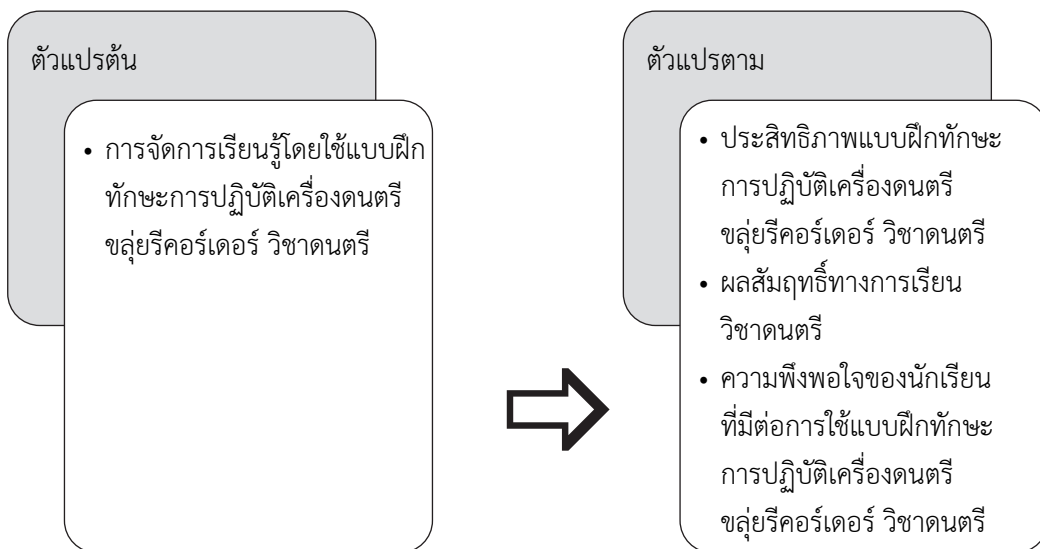 ตัวแปรต้น
• การจัดการเรียนรู้โดยใช้แบบฝึก
ทักษะการปฏิบัติเครื่องดนตรี
ขลุ่ยรีคอร์เดอร์ วิชาดนตรี
ตัวแปรตาม
• ประสิทธิภาพแบบฝึกทักษะ
การปฏิบัติเครื่องดนตรี
ขลุ่ยรีคอร์เดอร์ วิชาดนตรี
• ผลสัมฤทธิ์ทางการเรียน
วิชาดนตรี
• ความพึงพอใจของนักเรียน
ที่มีต่อการใช้แบบฝึกทักษะ
การปฏิบัติเครื่องดนตรี
ขลุ่ยรีคอร์เดอร์ วิชาดนตรี